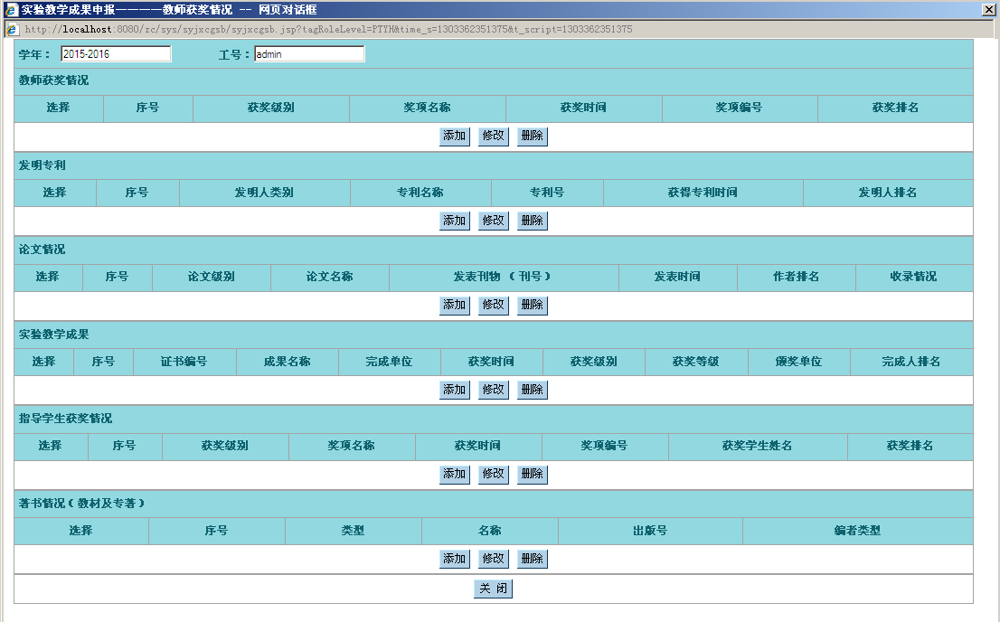 实验教学成果申报————教师获奖情况 -- 网页对话框
http://localhost:8080/zc/sys/syjxcgsb/syjxcgsb.jsp?tagRoleLevel=PTYH&time_s=1303362351375&t_script=1303362351375
学年： 2015-2016 工号： admin
教师获奖情况
选择 序号 获奖级别 奖项名称 获奖时间 奖项编号 获奖排名
添加 修改 删除
发明专利
选择 序号 发明人类别 专利名称 专利号 获得专利时间 发明人排名
添加 修改 删除
论文情况
选择 序号 论文级别 论文名称 发表刊物 （刊号） 发表时间 作者排名 收录情况
添加 修改 删除
实验教学成果
选择 序号 证书编号 成果名称 完成单位 获奖时间 获奖级别 获奖等级 颁奖单位 完成人排名
添加 修改 删除
指导学生获奖情况
选择 序号 获奖级别 奖项名称 获奖时间 奖项编号 获奖学生姓名 获奖排名
添加 修改 删除
著书情况（教材及专著）
选择 序号 类型 名称 出版号 编者类型
添加 修改 删除
关 闭